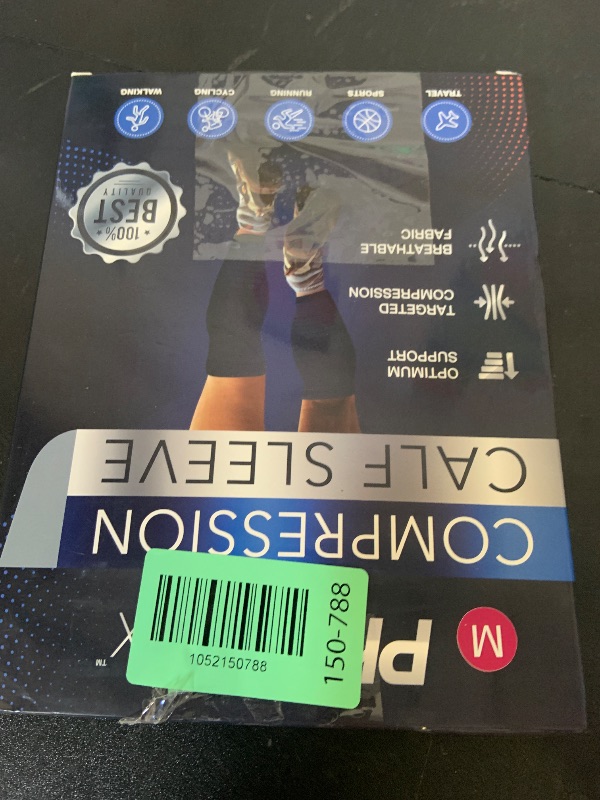 M
COMPRESSION
CALF SLEEVE
OPTIMUM
SUPPORT
TARGETED
COMPRESSION
BREATHABLE
FABRIC
100%
BEST
QUALITY
TRAVEL
SPORTS
RUNNING
CYCLING
WALKING
1052150788
150-788